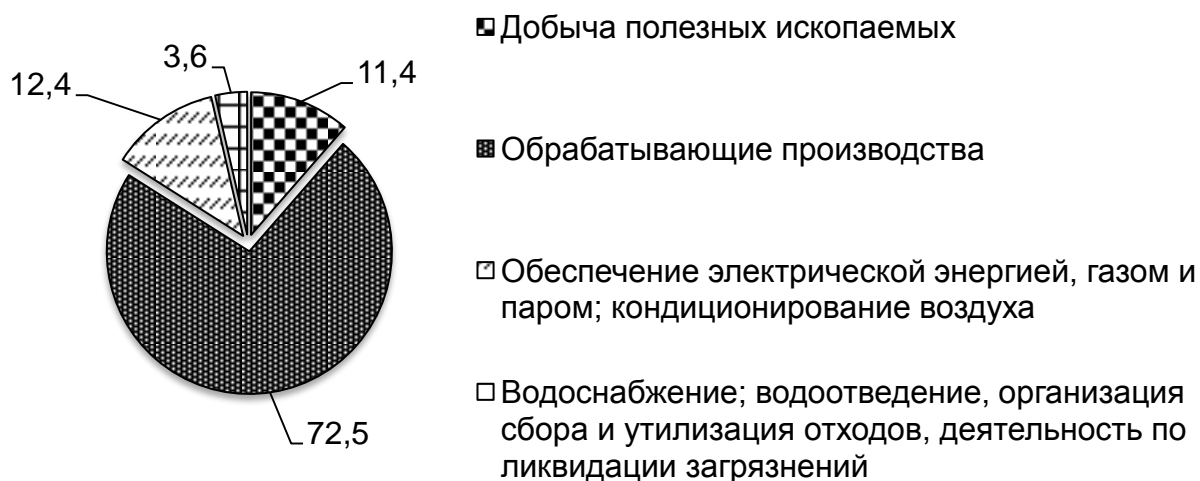 3,6
11,4
12,4
72,5
Добыча полезных ископаемых
Обрабатывающие производства
Обеспечение электрической энергией, газом и
паром; кондиционирование воздуха
Водоснабжение; водоотведение, организация
сбора и утилизация отходов, деятельность по
ликвидации загрязнений